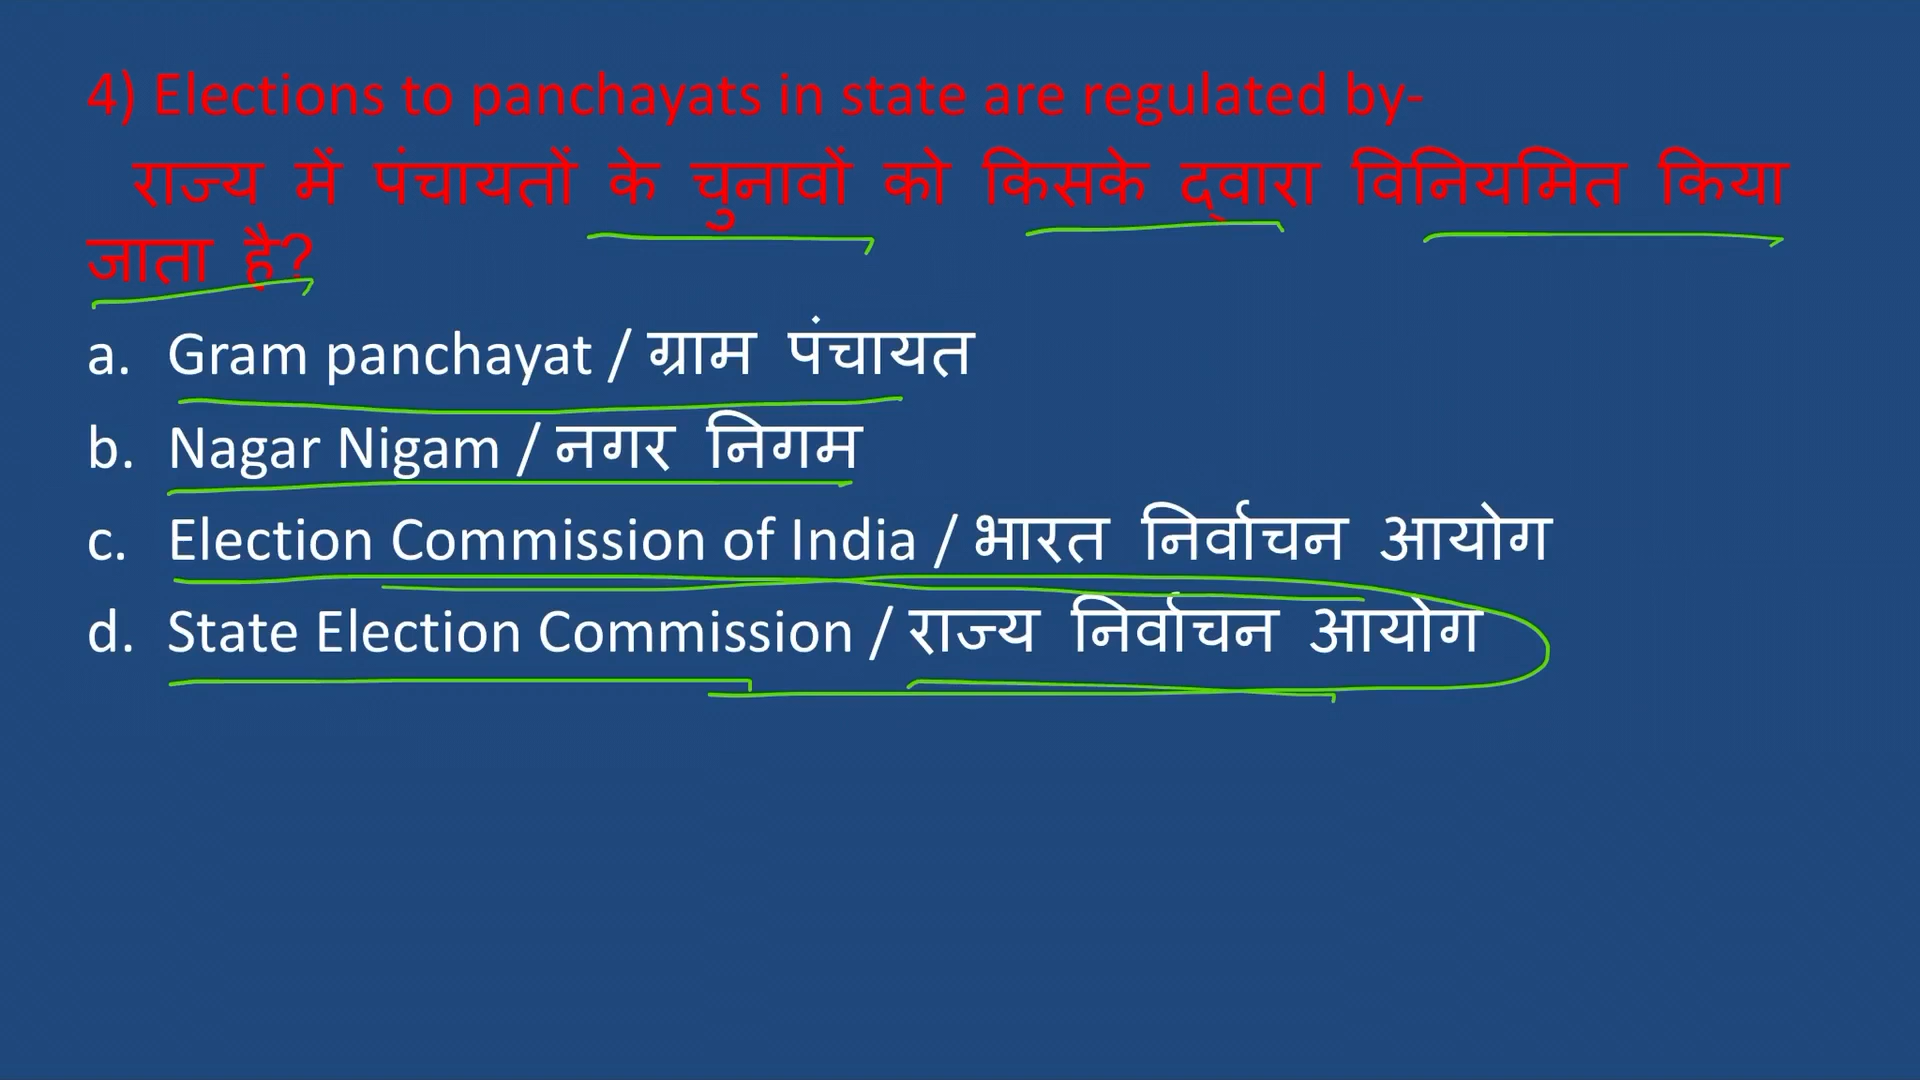 4) Elections to panchayats in state are regulated by-
राज्य में पंचायतों के चुनावों को किसके द्वारा विनियमित किया
जाता है?
a. Gram panchayat / ग्राम पंचायत
b. Nagar Nigam / नगर निगम
c. Election Commission of India / भारत निर्वाचन आयोग
d. State Election Commission / राज्य निर्वाचन आयोग